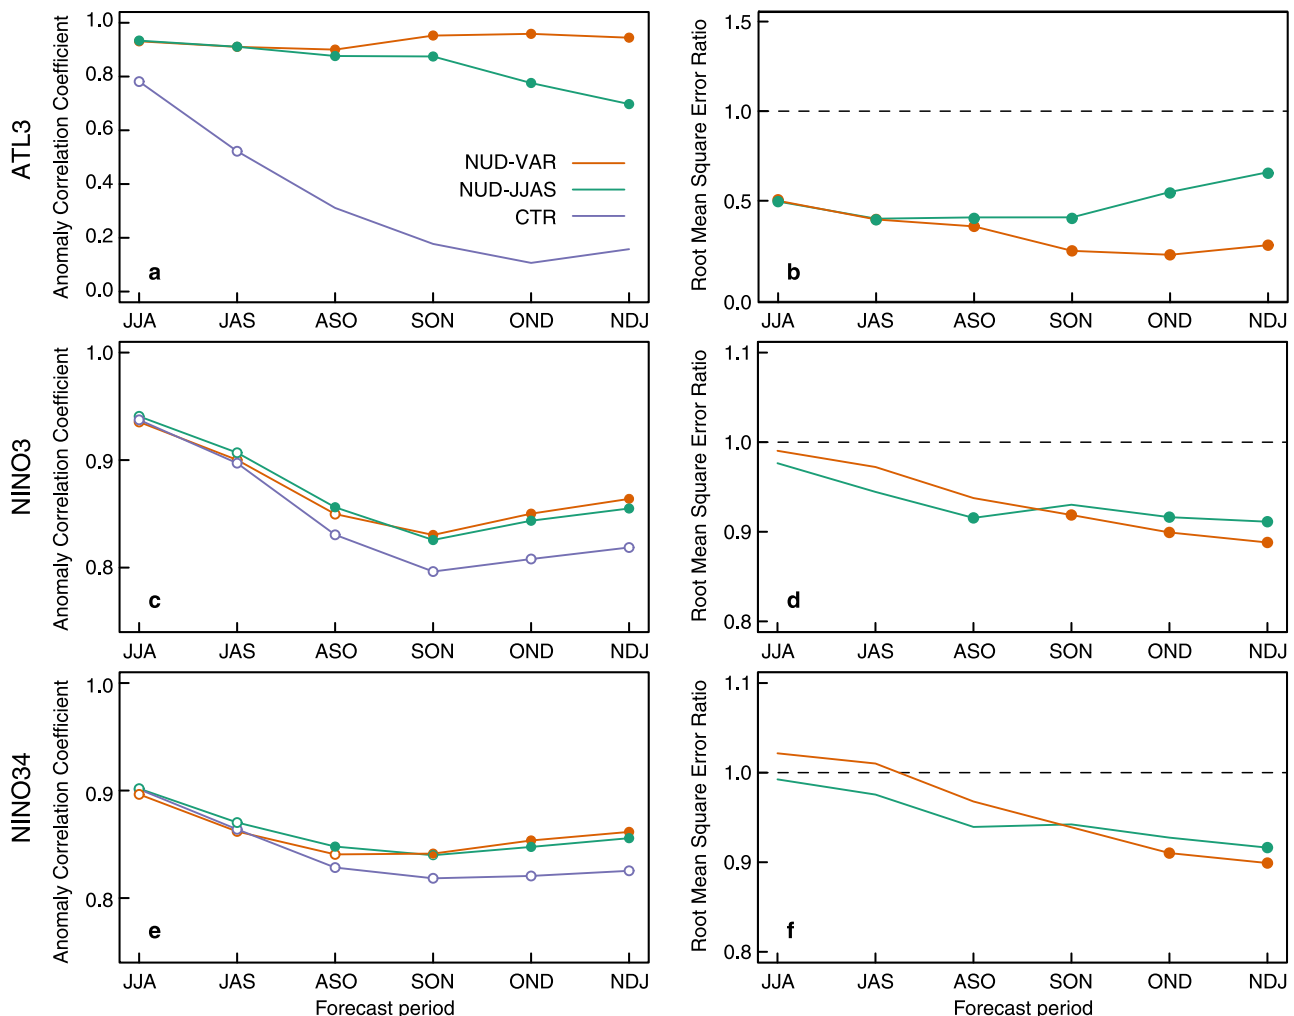 ATL3
Anomaly Correlation Coefficient
1.0
0.8
0.6
0.4
0.2
0.0
NUD-VAR
NUD-JJAS
CTR
a
JJA JAS ASO SON OND NDJ
Root Mean Square Error Ratio
1.5
1.0
0.5
0.0
b
JJA JAS ASO SON OND NDJ
NINO3
Anomaly Correlation Coefficient
1.0
0.9
0.8
c
JJA JAS ASO SON OND NDJ
Root Mean Square Error Ratio
1.1
1.0
0.9
0.8
d
JJA JAS ASO SON OND NDJ
NINO34
Anomaly Correlation Coefficient
1.0
0.9
0.8
e
JJA JAS ASO SON OND NDJ
Forecast period
Root Mean Square Error Ratio
1.1
1.0
0.9
0.8
f
JJA JAS ASO SON OND NDJ
Forecast period